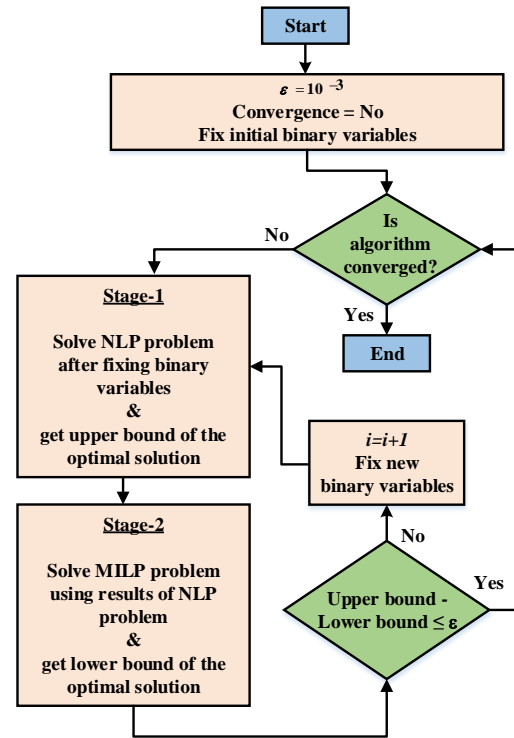 Start
ε = 10 ⁻³
Convergence = No
Fix initial binary variables
Is
algorithm
converged?
No
Yes
End
Stage-1
Solve NLP problem
after fixing binary
variables
&
get upper bound of the
optimal solution
i=i+1
Fix new
binary variables
No
Stage-2
Solve MILP problem
using results of NLP
problem
&
get lower bound of the
optimal solution
Upper bound -
Lower bound ≤ ε
Yes